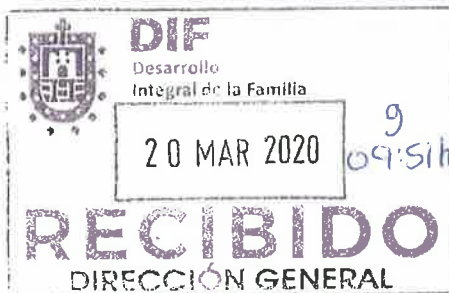 DIF
Desarrollo
Integral de la Familia
20 MAR 2020
9
09:51h
RECIBIDO
DIRECCIÓN GENERAL